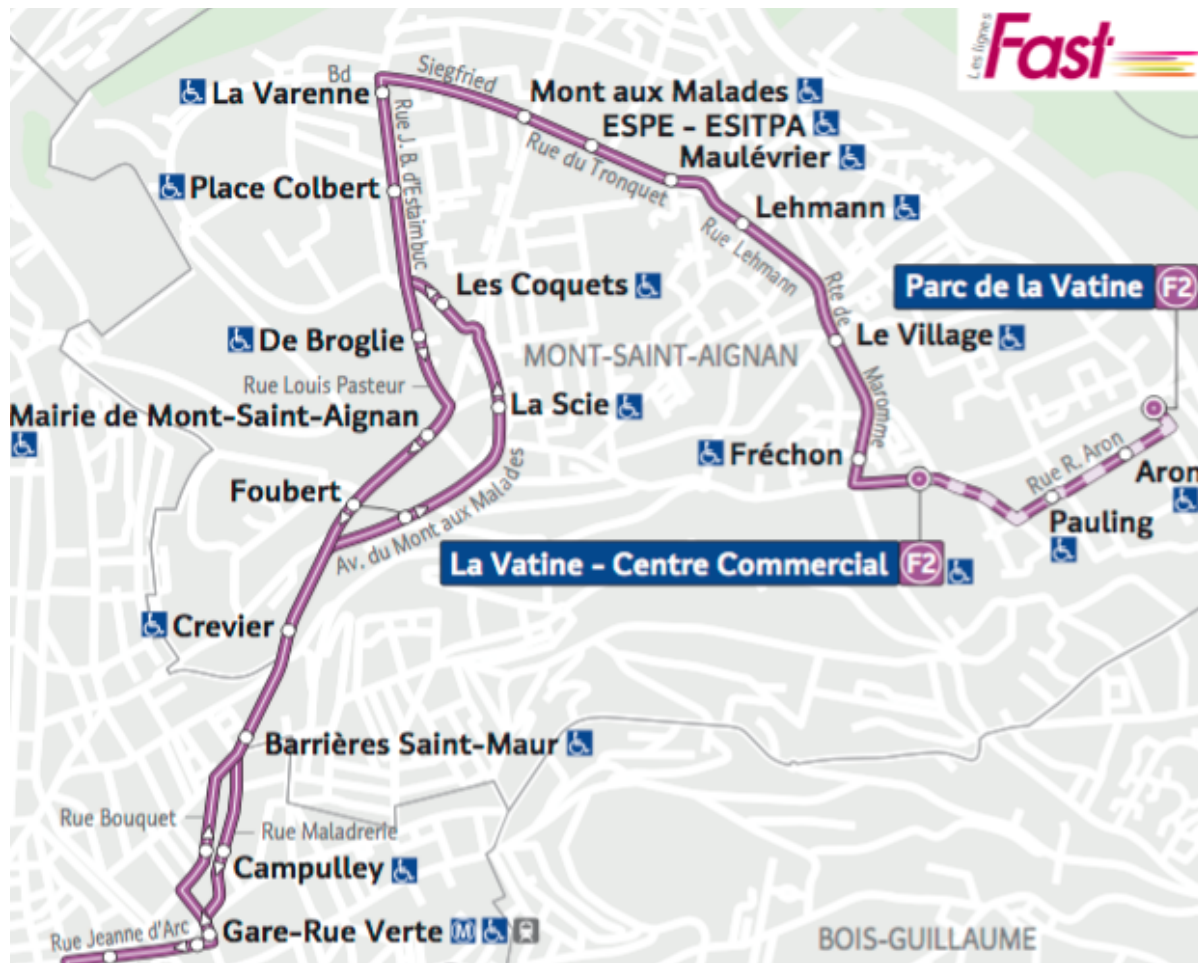 Les lignes
Fast
Bd
Siegfried
La Varenne
Mont aux Malades
ESPE - ESITPA
Maulévrier
Rue J. B. d'Estaimbuc
Rue du Tronquet
Place Colbert
Lehmann
Rue Lehmann
Les Coquets
Parc de la Vatine F2
Rte de
Maromme
De Broglie
MONT-SAINT-AIGNAN
Le Village
Rue Louis Pasteur
Mairie de Mont-Saint-Aignan
La Scie
Fréchon
Rue R. Aron
Aron
Foubert
Pauling
Av. du Mont aux Malades
La Vatine - Centre Commercial F2
Crevier
Barrières Saint-Maur
Rue Bouquet
Rue Maladrerie
Campulley
Rue Jeanne d'Arc
Gare-Rue Verte M
BOIS-GUILLAUME